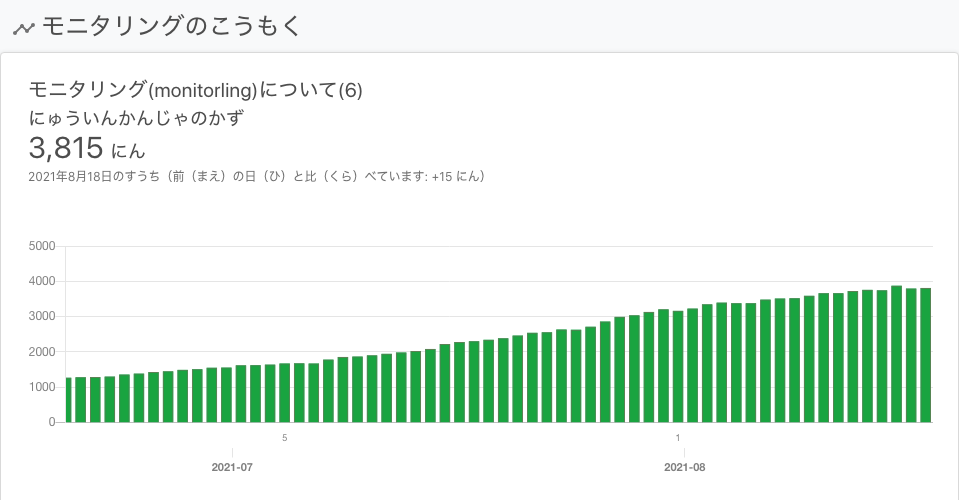 モニタリングのこうもく
モニタリング(monitorling)について(6)
にゅういんかんじゃのかず
3,815 にん
2021年8月18日のすうち（前（まえ）の日（ひ）と比（くら）べています: +15 にん）
5000
4000
3000
2000
1000
0
5 1
2021-07 2021-08